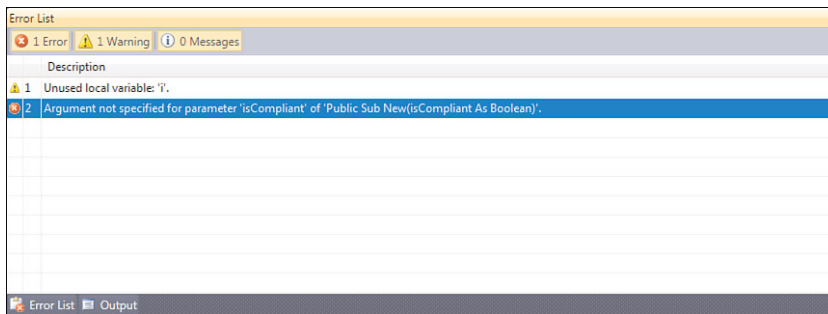 Error List
1 Error 1 Warning 0 Messages
Description
1 Unused local variable: 'i'.
2 Argument not specified for parameter 'isCompliant' of 'Public Sub New(isCompliant As Boolean)'.
Error List Output